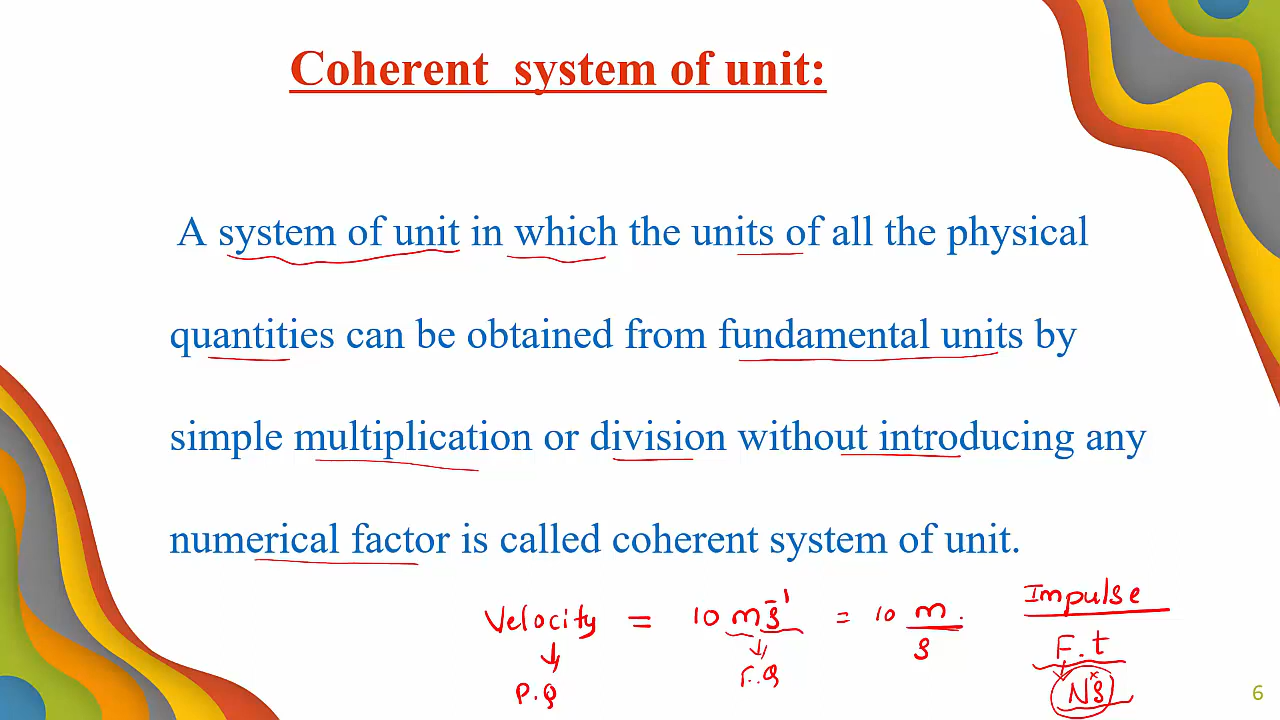 Coherent system of unit:
A system of unit in which the units of all the physical
quantities can be obtained from fundamental units by
simple multiplication or division without introducing any
numerical factor is called coherent system of unit.
Velocity = 10 m s⁻¹ = 10 m/s
P.Q
F.Q
Impulse
F.t
N×s
6